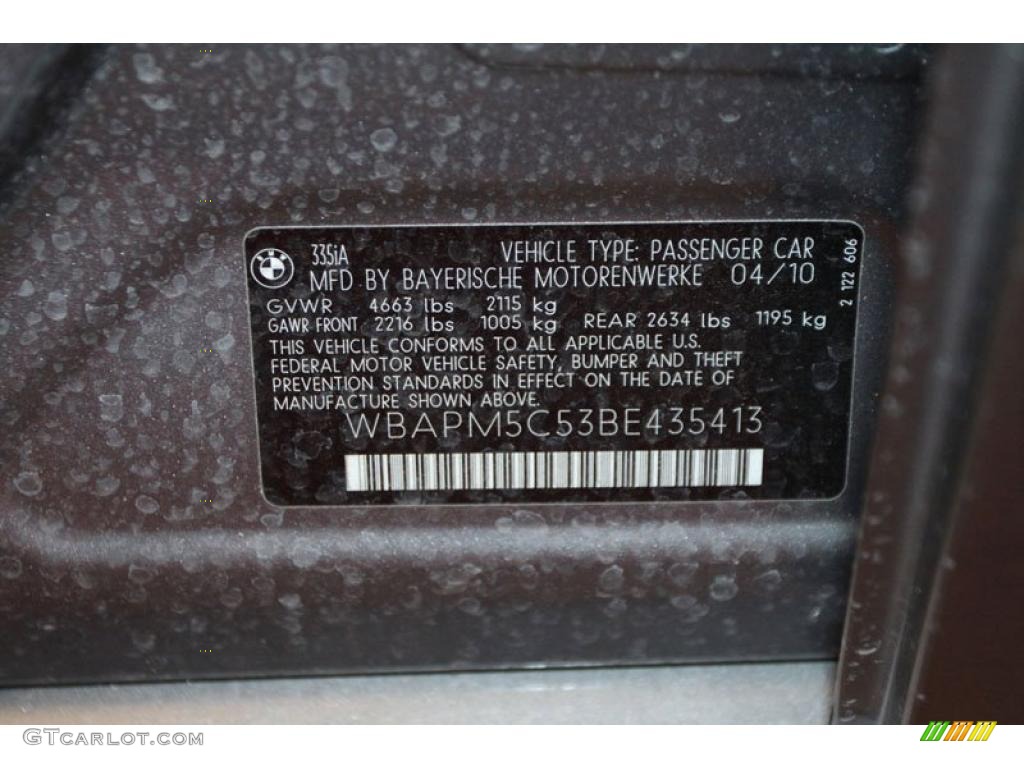 335iA VEHICLE TYPE: PASSENGER CAR
MFD BY BAYERISCHE MOTORENWERKE 04/10
GVWR 4663 lbs 2115 kg
GAWR FRONT 2216 lbs 1005 kg REAR 2634 lbs 1195 kg
THIS VEHICLE CONFORMS TO ALL APPLICABLE U.S.
FEDERAL MOTOR VEHICLE SAFETY, BUMPER AND THEFT
PREVENTION STANDARDS IN EFFECT ON THE DATE OF
MANUFACTURE SHOWN ABOVE.
WBAPM5C53BE435413
2 122 606
GTcarlot.com